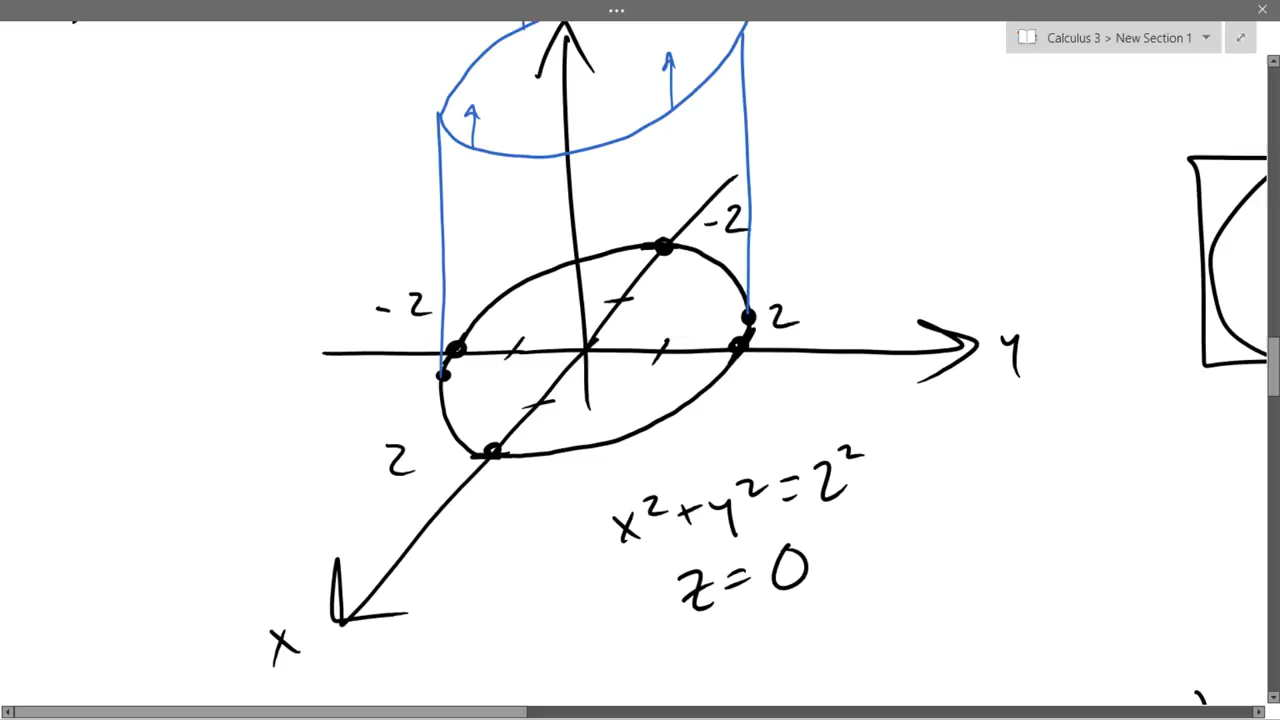 Calculus 3 > New Section 1
-2
-2
2
y
2
x² + y² = 2²
z = 0
x